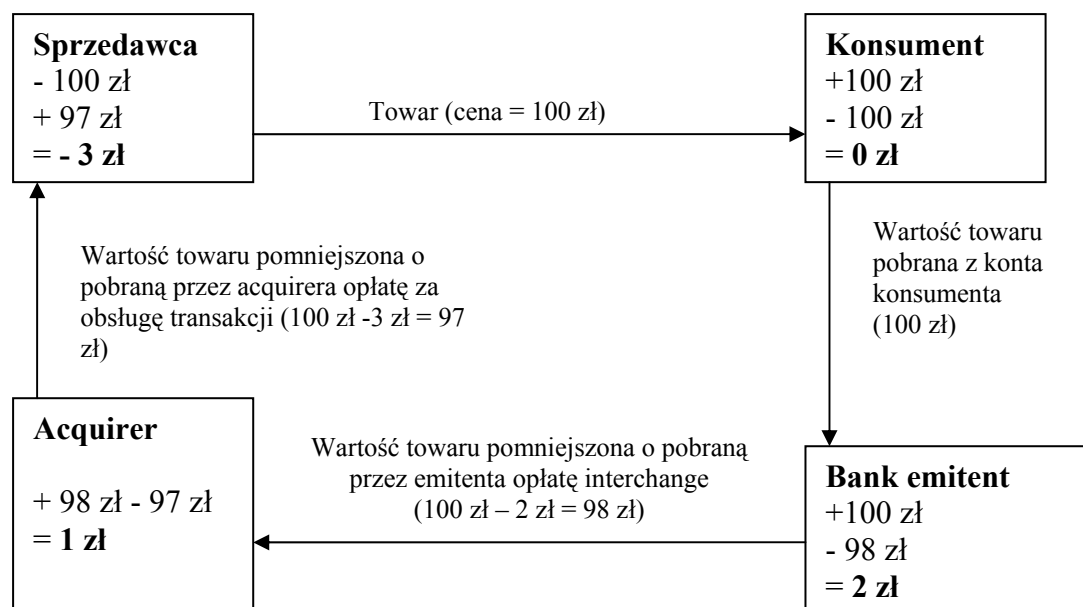 Sprzedawca
- 100 zł
+ 97 zł
= - 3 zł
Towar (cena = 100 zł)
Konsument
+100 zł
- 100 zł
= 0 zł
Wartość towaru pomniejszona o
pobraną przez acquirera opłatę za
obsługę transakcji (100 zł -3 zł = 97
zł)
Wartość towaru
pobrana z konta
konsumenta
(100 zł)
Acquirer
+ 98 zł - 97 zł
= 1 zł
Wartość towaru pomniejszona o pobraną
przez emitenta opłatę interchange
(100 zł – 2 zł = 98 zł)
Bank emitent
+100 zł
- 98 zł
= 2 zł